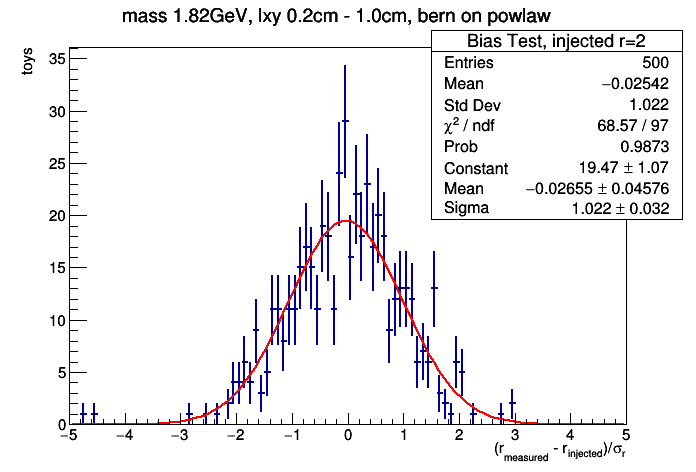 mass 1.82GeV, lxy 0.2cm - 1.0cm, bern on powlaw
toys
Bias Test, injected r=2
Entries 500
Mean −0.02542
Std Dev 1.022
χ² / ndf 68.57 / 97
Prob 0.9873
Constant 19.47 ± 1.07
Mean −0.02655 ± 0.04576
Sigma 1.022 ± 0.032
35
30
25
20
15
10
5
0
−5 −4 −3 −2 −1 0 1 2 3 4 5
(r_measured - r_injected)/σ_r